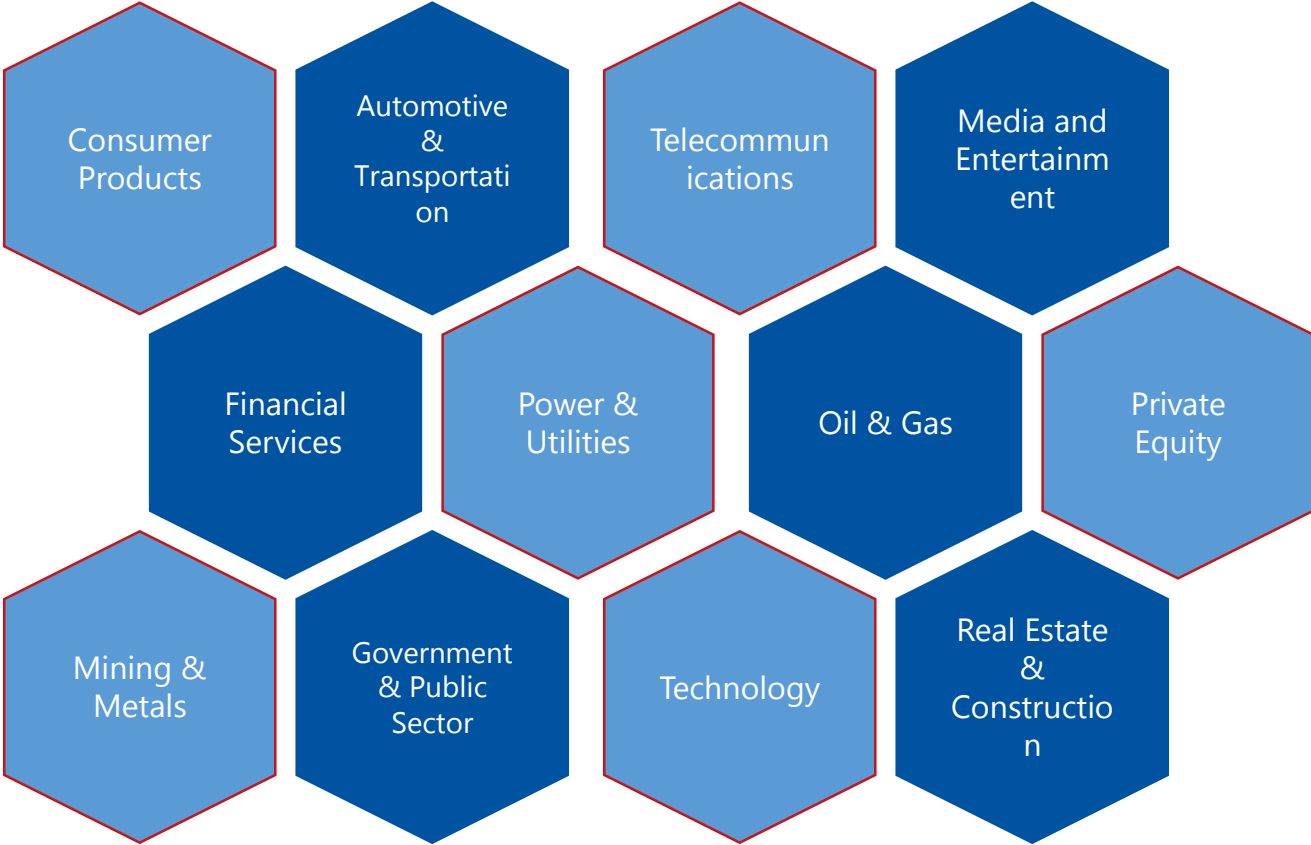 Consumer
Products
Automotive
&
Transportati
on
Telecommun
ications
Media and
Entertainm
ent
Financial
Services
Power &
Utilities
Oil & Gas
Private
Equity
Mining &
Metals
Government
& Public
Sector
Technology
Real Estate
&
Constructio
n